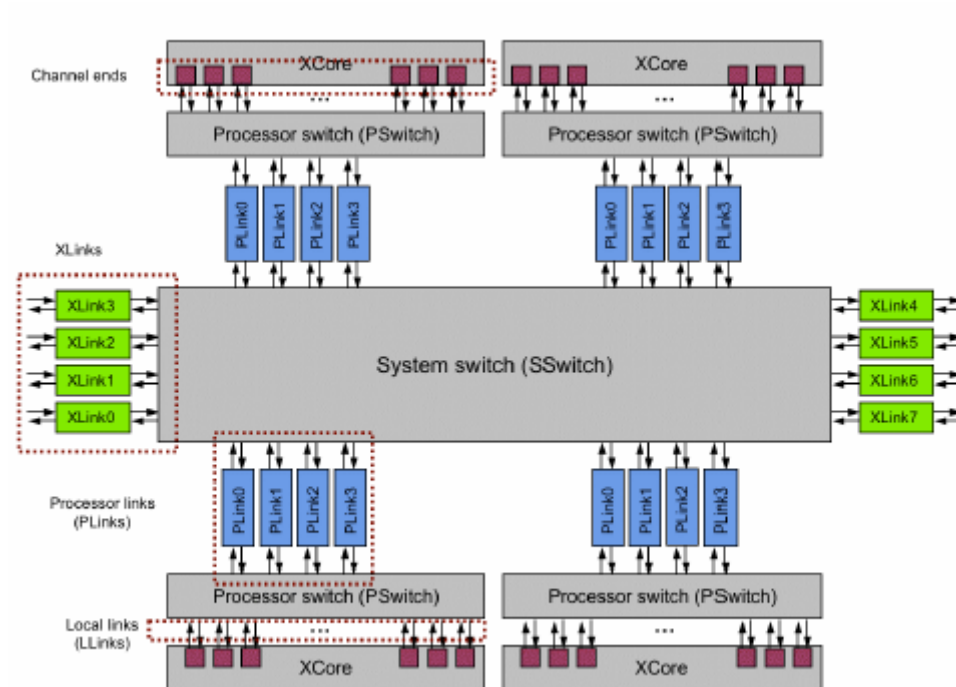 XCore
XCore
Channel ends
...
...
Processor switch (PSwitch)
Processor switch (PSwitch)
PLink0
PLink1
PLink2
PLink3
PLink0
PLink1
PLink2
PLink3
XLinks
XLink3
XLink4
XLink2
XLink5
System switch (SSwitch)
XLink1
XLink6
XLink0
XLink7
PLink0
PLink1
PLink2
PLink3
PLink0
PLink1
PLink2
PLink3
Processor links
(PLinks)
Processor switch (PSwitch)
Processor switch (PSwitch)
Local links
(LLinks)
...
...
XCore
XCore